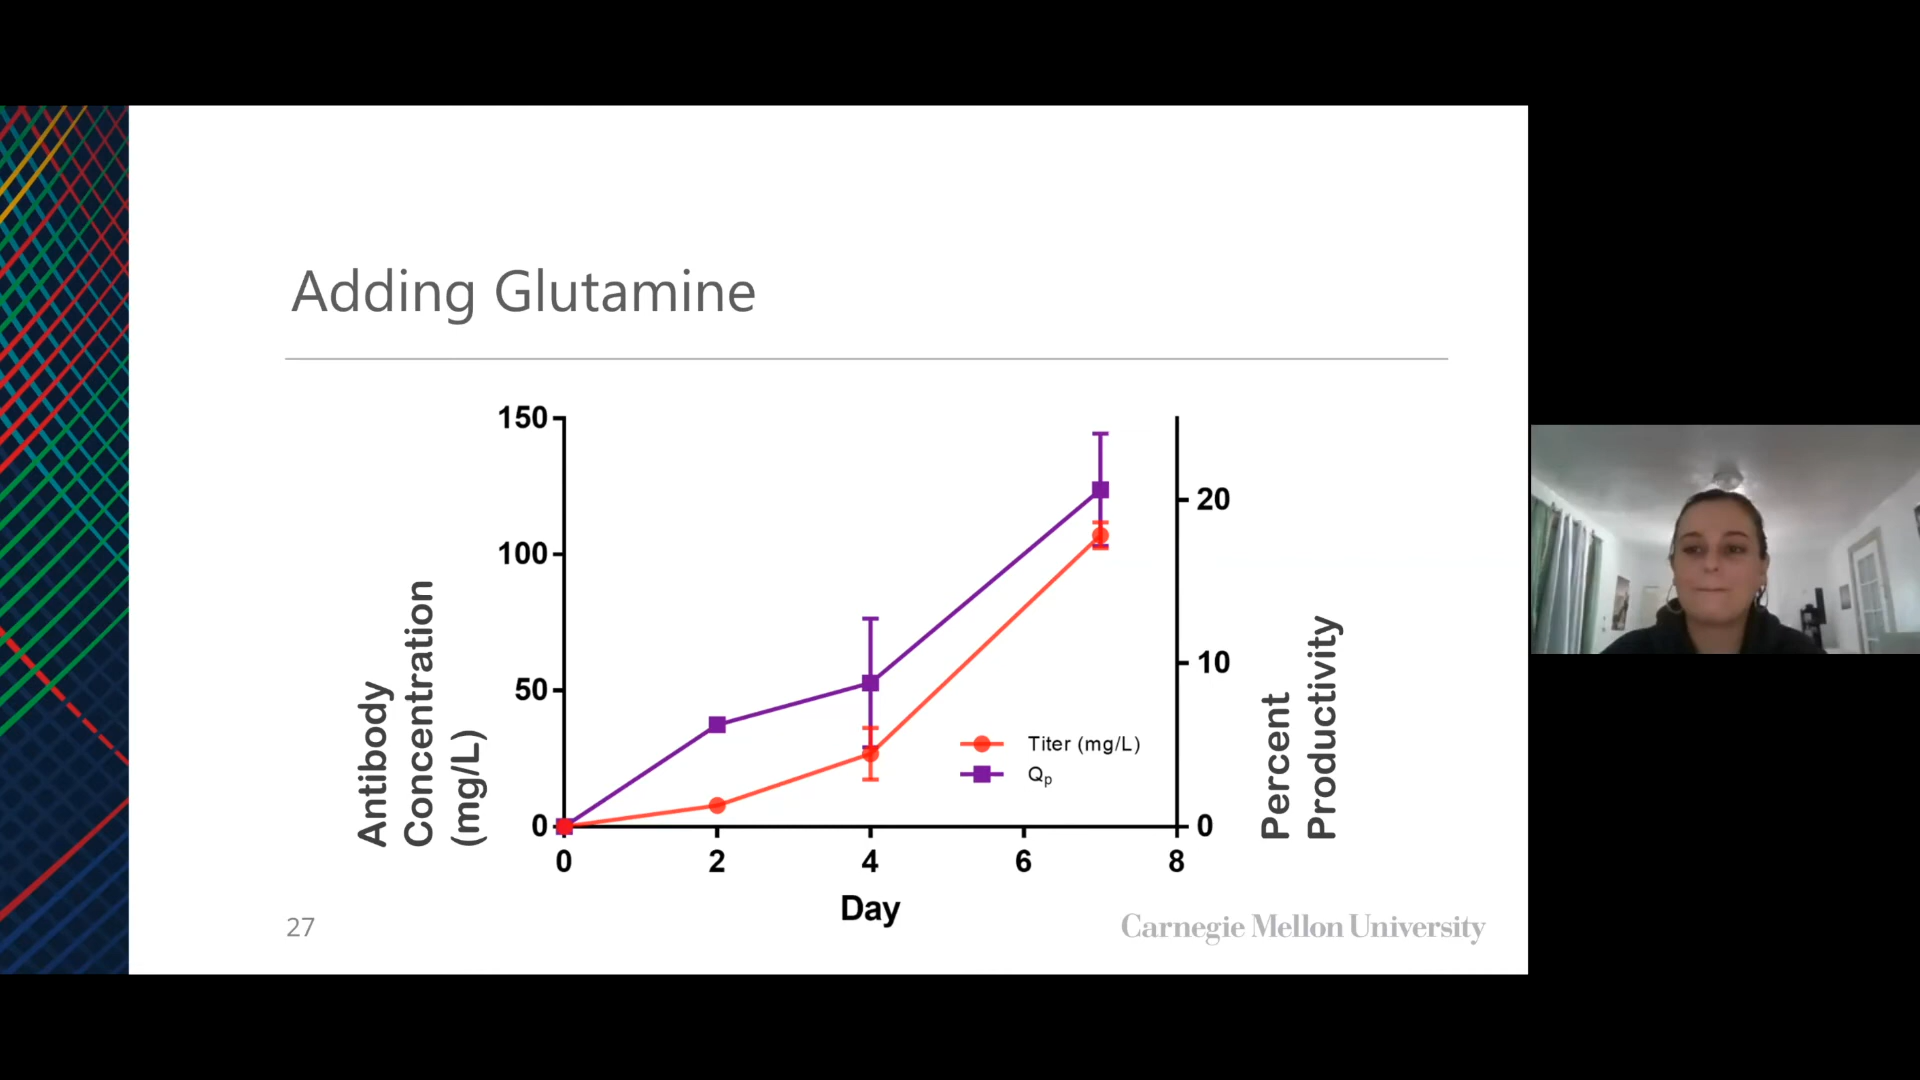 Adding Glutamine
150
100
50
0
Antibody
Concentration
(mg/L)
20
10
0
Percent
Productivity
Titer (mg/L)
Qp
0 2 4 6 8
Day
27
Carnegie Mellon University